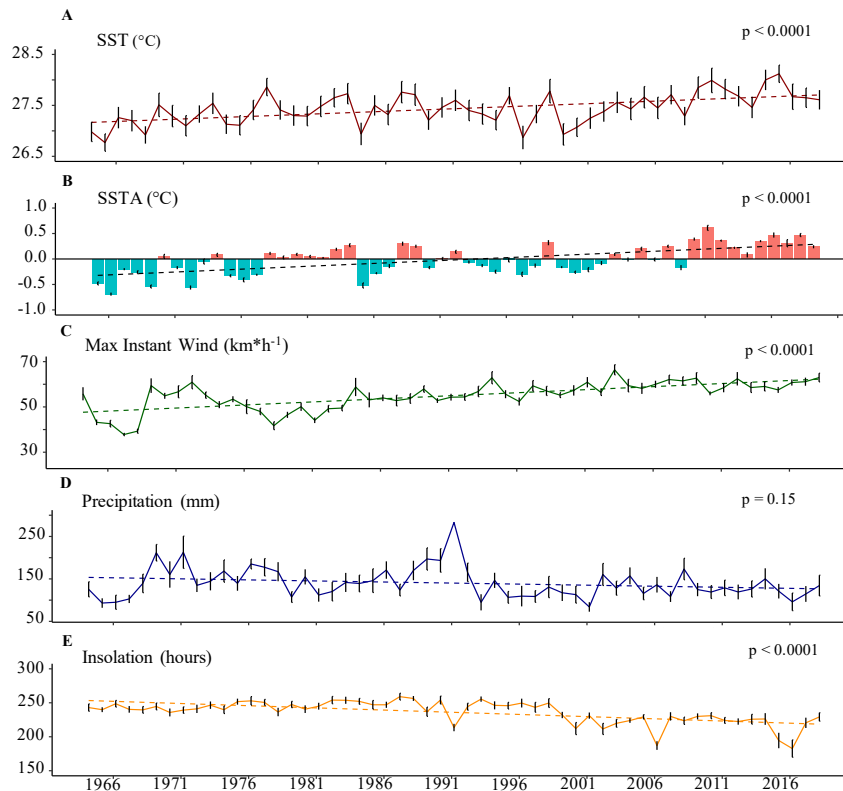 A
SST (°C)
p < 0.0001
28.5
27.5
26.5
B
SSTA (°C)
p < 0.0001
1.0
0.5
0.0
-0.5
-1.0
C
Max Instant Wind (km*h⁻¹)
p < 0.0001
70
50
30
D
Precipitation (mm)
p = 0.15
250
150
50
E
Insolation (hours)
p < 0.0001
300
250
200
150
1966 1971 1976 1981 1986 1991 1996 2001 2006 2011 2016